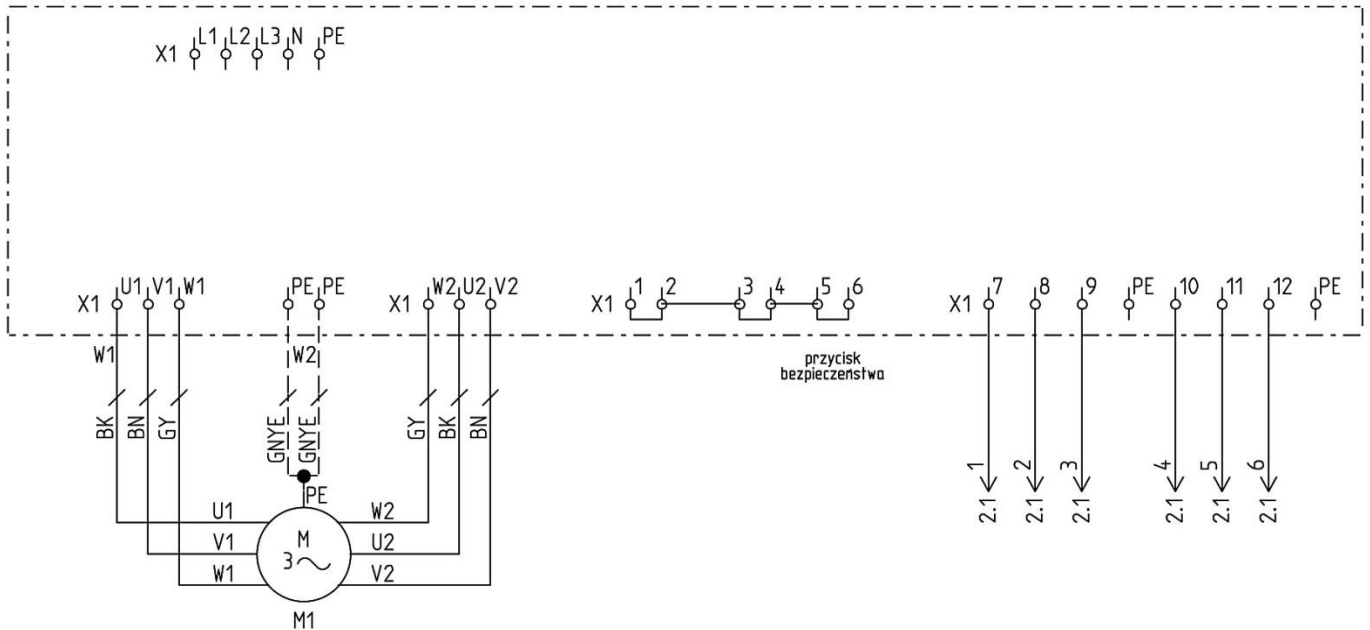 X1 L1 L2 L3 N PE
X1 U1 V1 W1 PE PE X1 W2 U2 V2 X1 1 2 3 4 5 6 X1 7 8 9 PE 10 11 12 PE
W1 W2
przycisk
bezpieczeństwa
BK BN GY GNYE GNYE GY BK BN
1 2 3 4 5 6
2.1 2.1 2.1 2.1 2.1 2.1
PE
U1 M W2
V1 3 ~ U2
W1 V2
M1